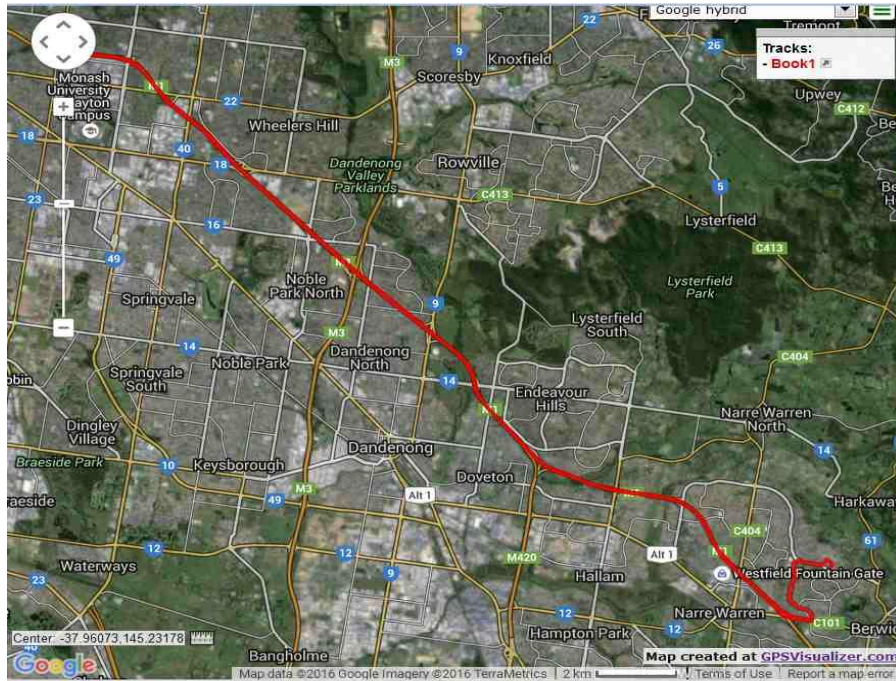 Google hybrid
Tracks:
- Book1
Tremont
Upwey
22
26
9
M3
Knoxfield
Scoresby
C412
Monash
University
Clayton
Campus
M1
22
Wheelers Hill
18
40
18
Dandenong
Valley
Parklands
Rowville
C413
5
23
16
Lysterfield
C413
49
M1
Lysterfield
Park
Springvale
Noble
Park North
9
M3
Lysterfield
South
14
Noble Park
Dandenong
North
C404
Springvale
South
14
Endeavour
Hills
M1
Narre Warren
North
Dingley
Village
Dandenong
14
Braeside Park
10
Keysborough
Doveton
raeside
49
M3
Alt 1
M1
Harkaway
C404
61
Waterways
12
12
M420
Alt 1
M1
23
9
Hallam
Westfield Fountain Gate
12
Narre Warren
C101
Berwi
Center: -37.96073,145.23178
Hampton Park
Bangholme
Map created at GPSVisualizer.com
Google
Map data ©2016 Google Imagery ©2016 TerraMetrics
2 km
Terms of Use
Report a map error